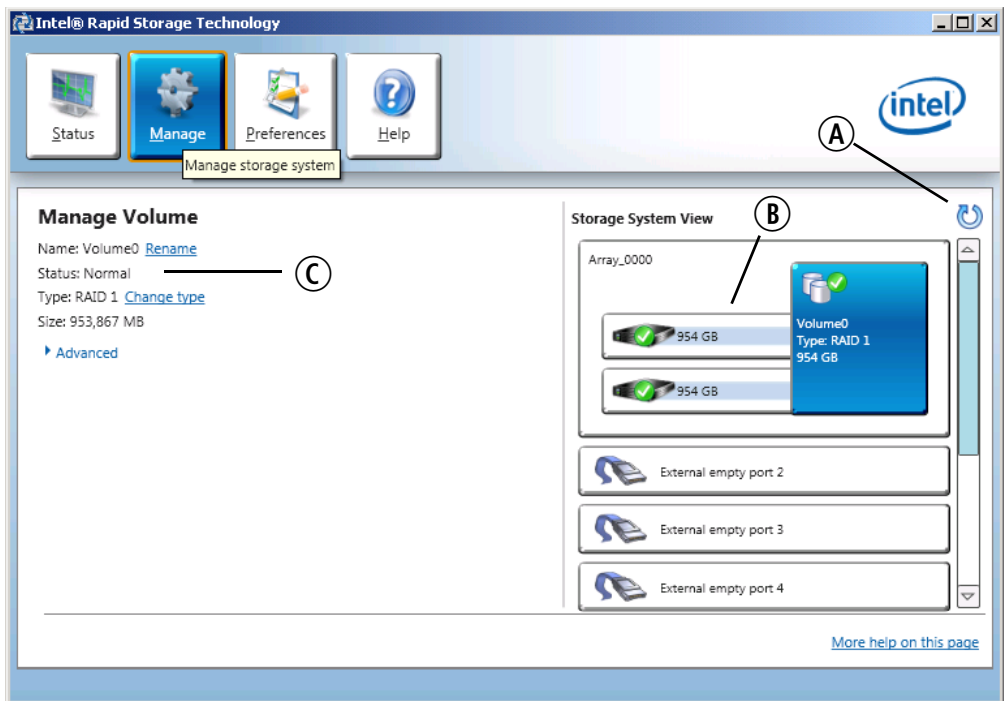 Intel® Rapid Storage Technology
Status
Manage
Preferences
Help
Manage storage system
intel
A
Manage Volume
Name: Volume0 Rename
Status: Normal
Type: RAID 1 Change type
Size: 953,867 MB
Advanced
C
Storage System View
B
Array_0000
954 GB
954 GB
Volume0
Type: RAID 1
954 GB
External empty port 2
External empty port 3
External empty port 4
More help on this page